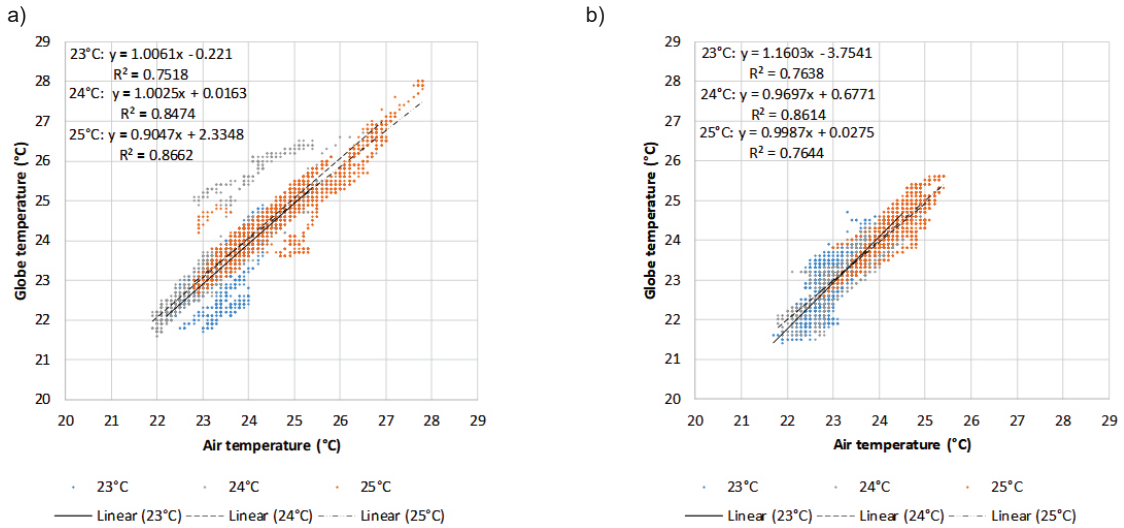 a)
29
28
27
26
25
24
23
22
21
20
Globe temperature (°C)
23°C: y = 1.0061x - 0.221
R² = 0.7518
24°C: y = 1.0025x + 0.0163
R² = 0.8474
25°C: y = 0.9047x + 2.3348
R² = 0.8662
20 21 22 23 24 25 26 27 28 29
Air temperature (°C)
23°C 24°C 25°C
Linear (23°C) Linear (24°C) Linear (25°C)
b)
29
28
27
26
25
24
23
22
21
20
Globe temperature (°C)
23°C: y = 1.1603x - 3.7541
R² = 0.7638
24°C: y = 0.9697x + 0.6771
R² = 0.8614
25°C: y = 0.9987x + 0.0275
R² = 0.7644
20 21 22 23 24 25 26 27 28 29
Air temperature (°C)
23°C 24°C 25°C
Linear (23°C) Linear (24°C) Linear (25°C)